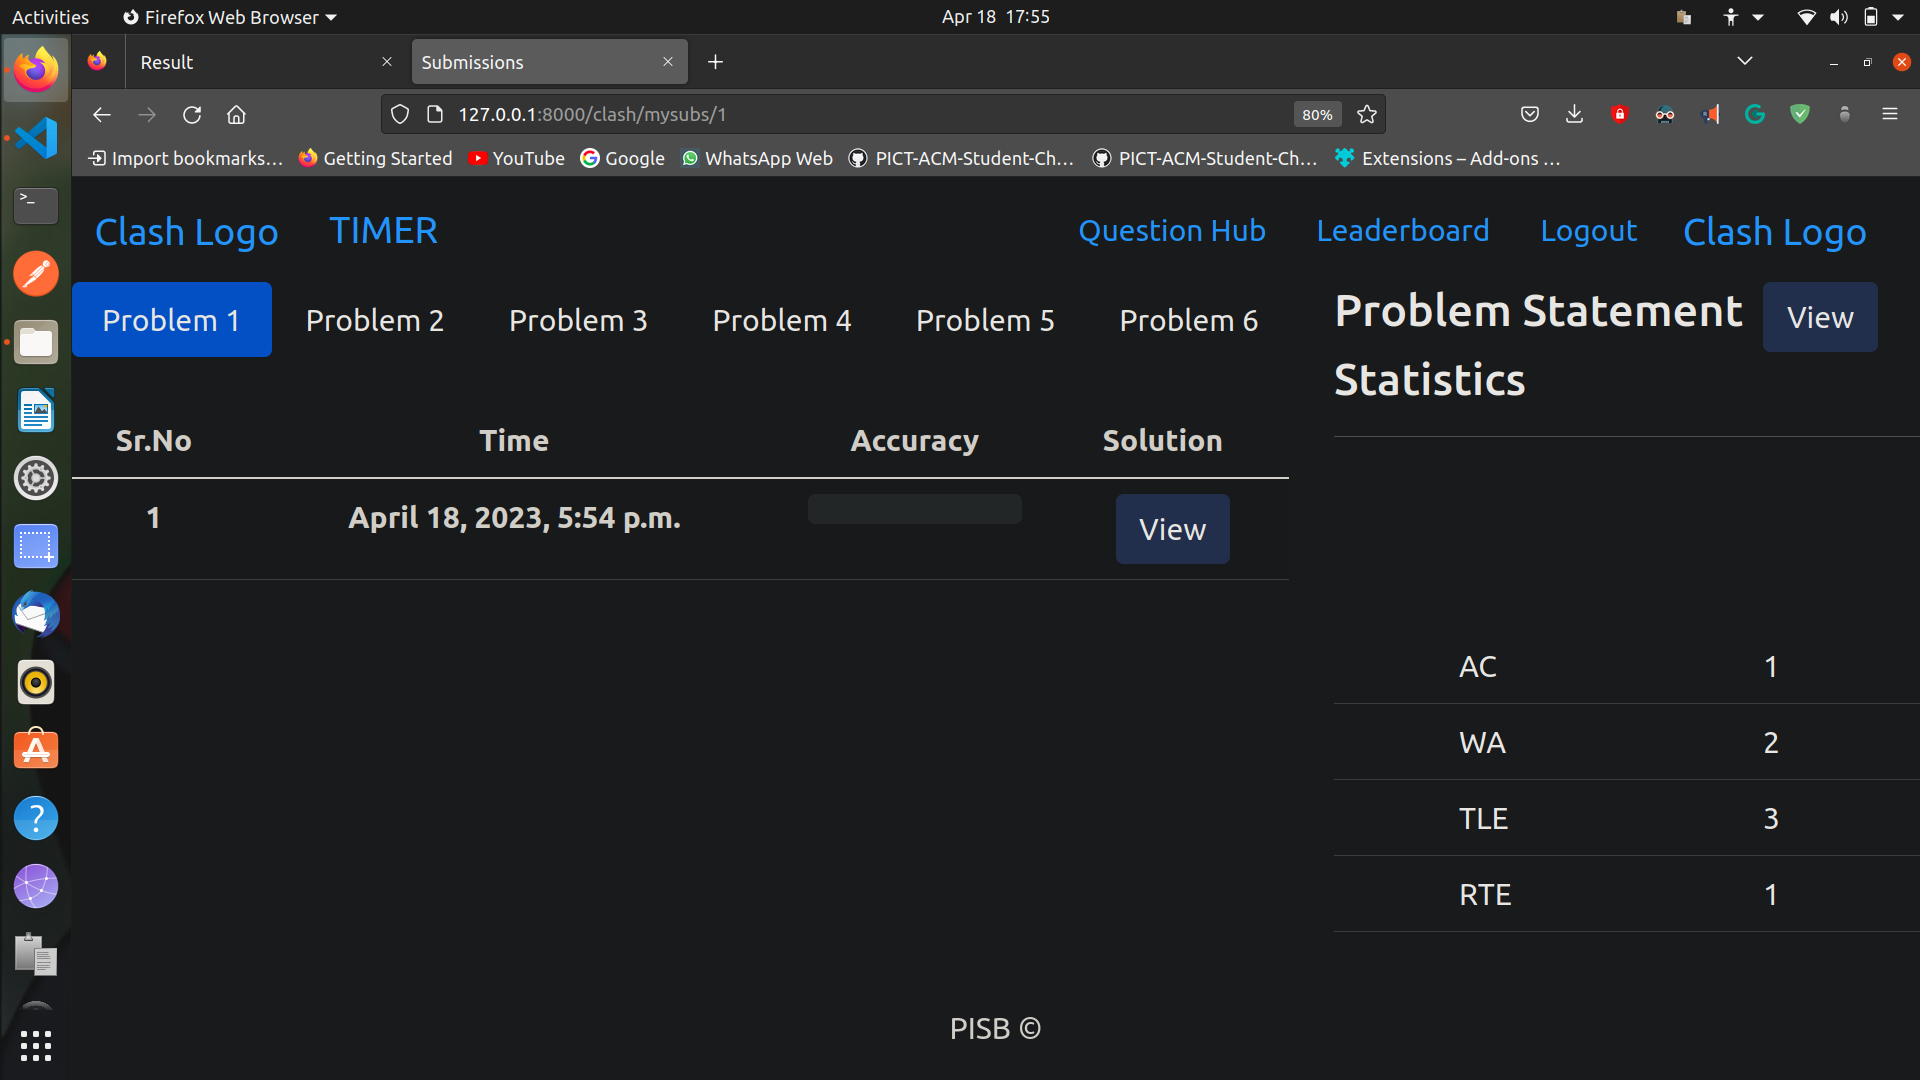 Activities Firefox Web Browser Apr 18 17:55
Result Submissions
127.0.0.1:8000/clash/mysubs/1 80%
Import bookmarks... Getting Started YouTube Google WhatsApp Web PICT-ACM-Student-Ch... PICT-ACM-Student-Ch... Extensions – Add-ons ...
Clash Logo TIMER Question Hub Leaderboard Logout Clash Logo
Problem 1 Problem 2 Problem 3 Problem 4 Problem 5 Problem 6
Problem Statement View
Statistics
Sr.No Time Accuracy Solution
1 April 18, 2023, 5:54 p.m. View
AC 1
WA 2
TLE 3
RTE 1
PISB ©